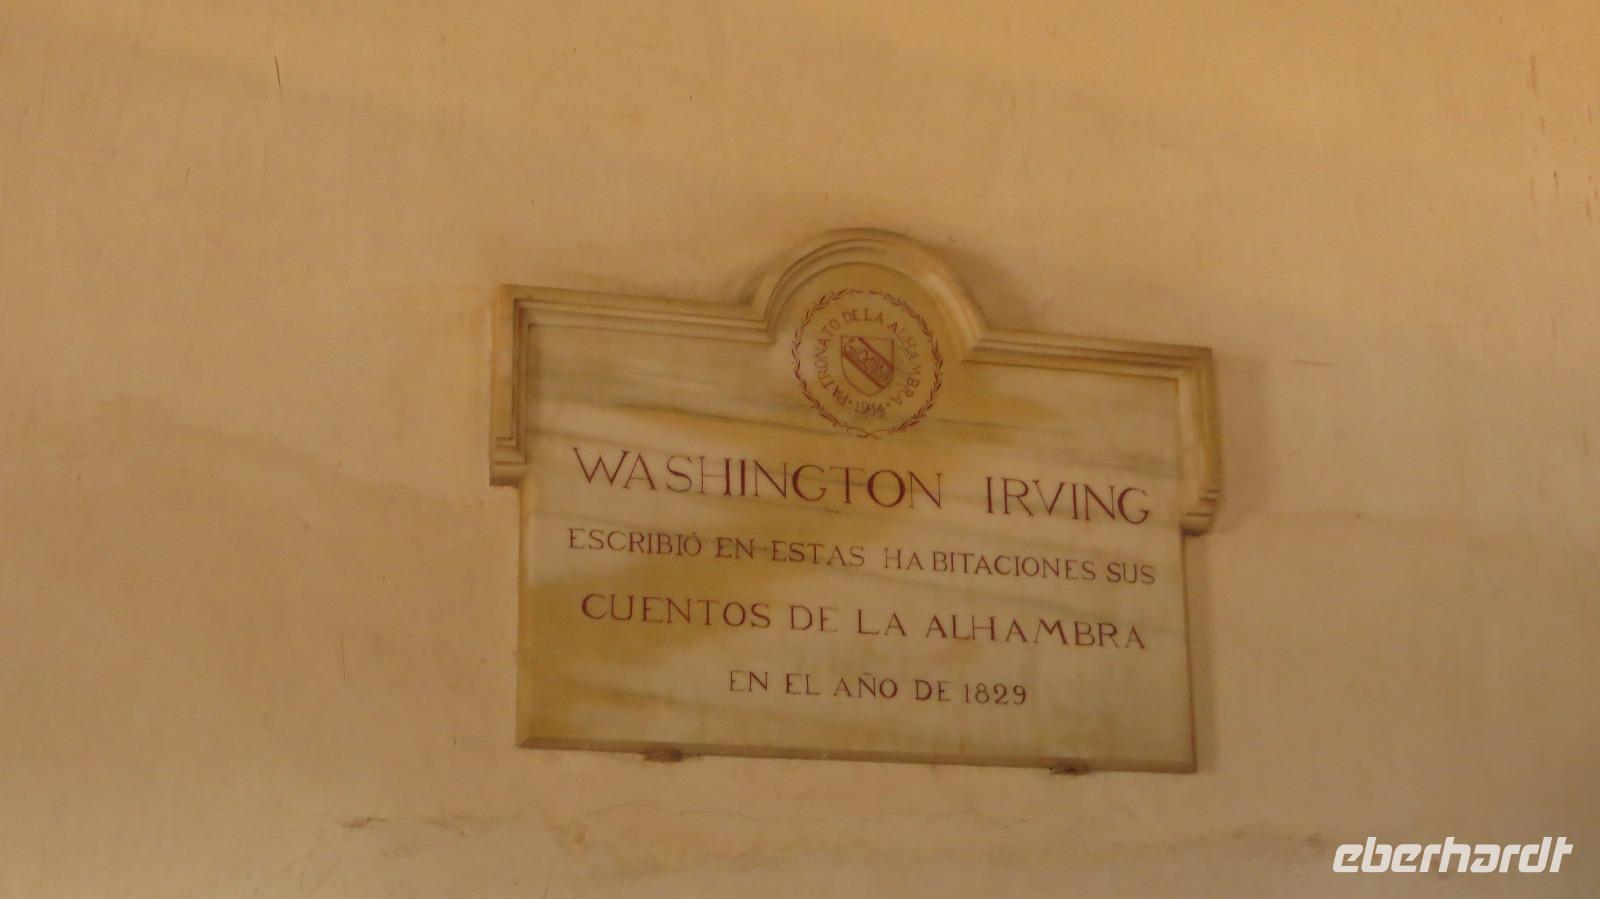 PATRONATO DE LA ALHAMBRA · 1914 ·
WASHINGTON IRVING
ESCRIBIÓ EN ESTAS HABITACIONES SUS
CUENTOS DE LA ALHAMBRA
EN EL AÑO DE 1829
eberhardt